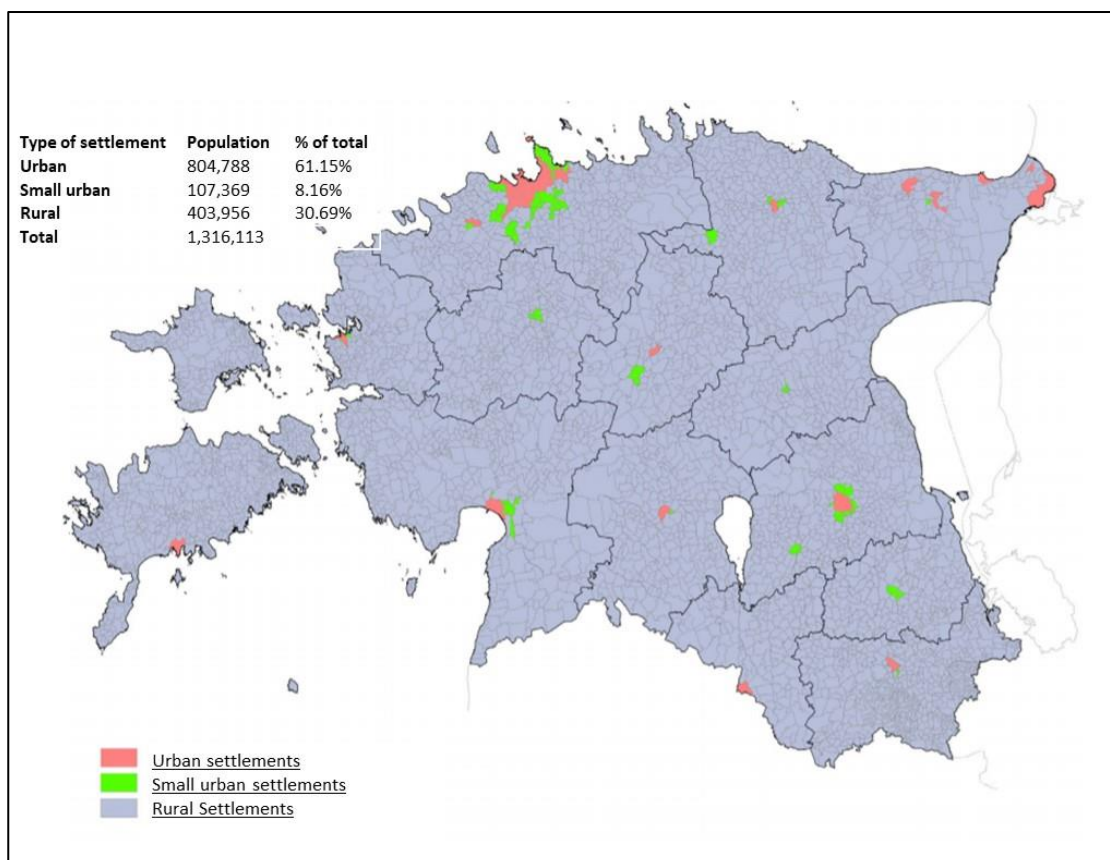 Type of settlement Population % of total
Urban 804,788 61.15%
Small urban 107,369 8.16%
Rural 403,956 30.69%
Total 1,316,113
Urban settlements
Small urban settlements
Rural Settlements